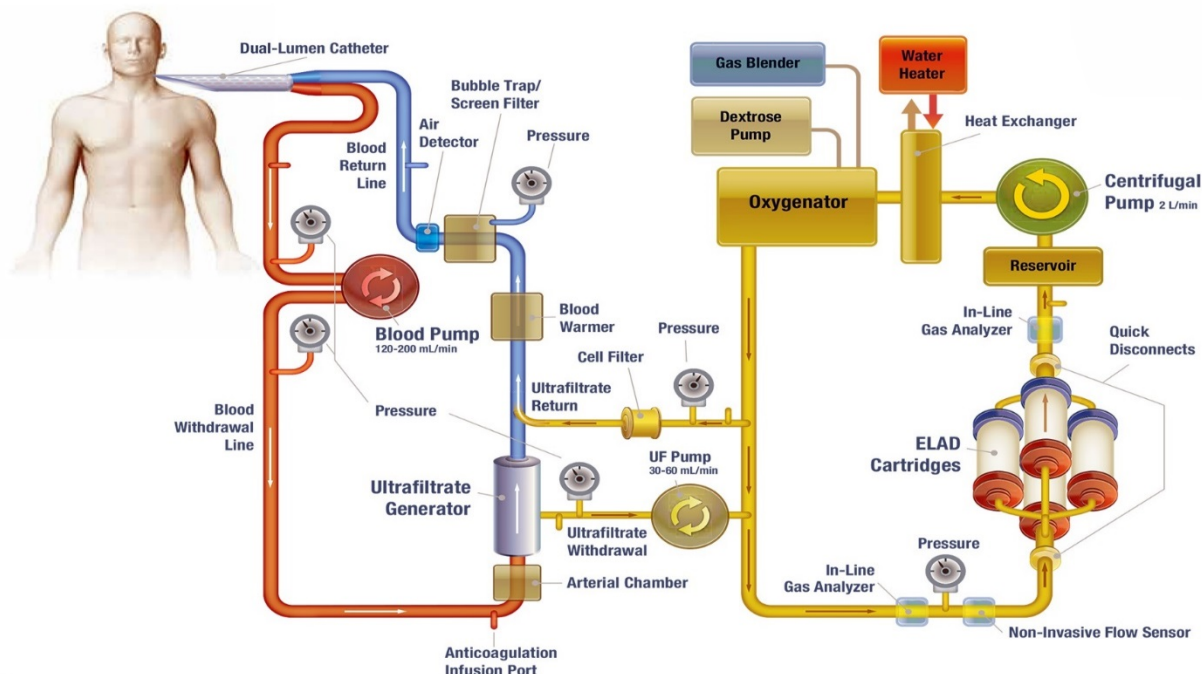 Dual-Lumen Catheter
Bubble Trap/
Screen Filter
Air
Detector
Pressure
Blood
Return
Line
Gas Blender
Dextrose
Pump
Water
Heater
Heat Exchanger
Oxygenator
Centrifugal
Pump 2 L/min
Reservoir
Blood Pump
120-200 mL/min
Blood
Warmer
Pressure
Cell Filter
In-Line
Gas Analyzer
Quick
Disconnects
Blood
Withdrawal
Line
Pressure
Ultrafiltrate
Return
ELAD
Cartridges
UF Pump
30-60 mL/min
Ultrafiltrate
Generator
Ultrafiltrate
Withdrawal
Arterial Chamber
In-Line
Gas Analyzer
Pressure
Non-Invasive Flow Sensor
Anticoagulation
Infusion Port